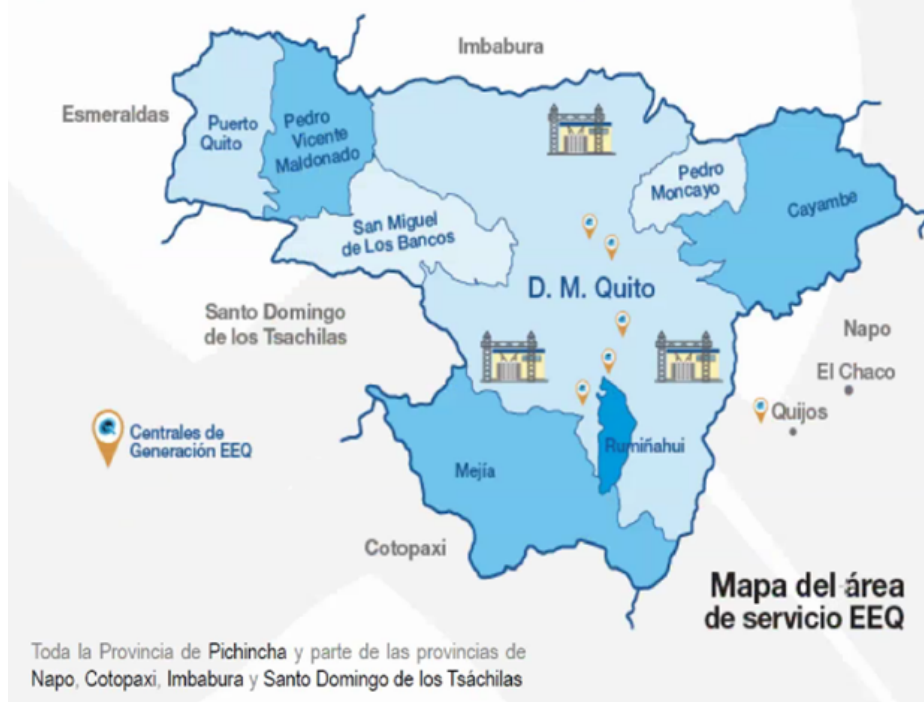 Imbabura
Esmeraldas
Puerto
Quito
Pedro
Vicente
Maldonado
Pedro
Moncayo
Cayambe
San Miguel
de Los Bancos
D. M. Quito
Santo Domingo
de los Tsachilas
Napo
El Chaco
Quijos
Centrales de
Generación EEQ
Rumiñahui
Mejía
Cotopaxi
Mapa del área
de servicio EEQ
Toda la Provincia de Pichincha y parte de las provincias de
Napo, Cotopaxi, Imbabura y Santo Domingo de los Tsáchilas